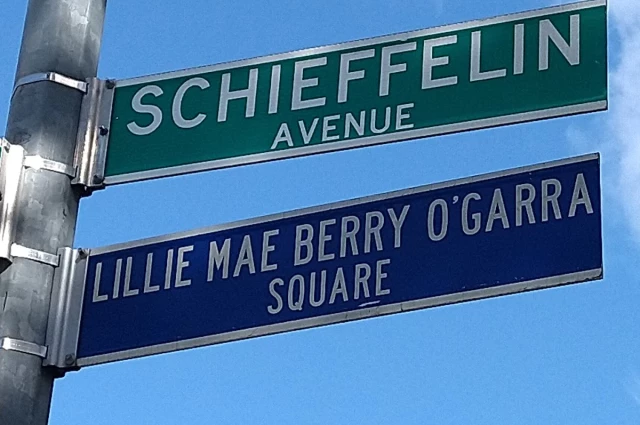 SCHIEFFELIN
AVENUE
LILLIE MAE BERRY O'GARRA
SQUARE